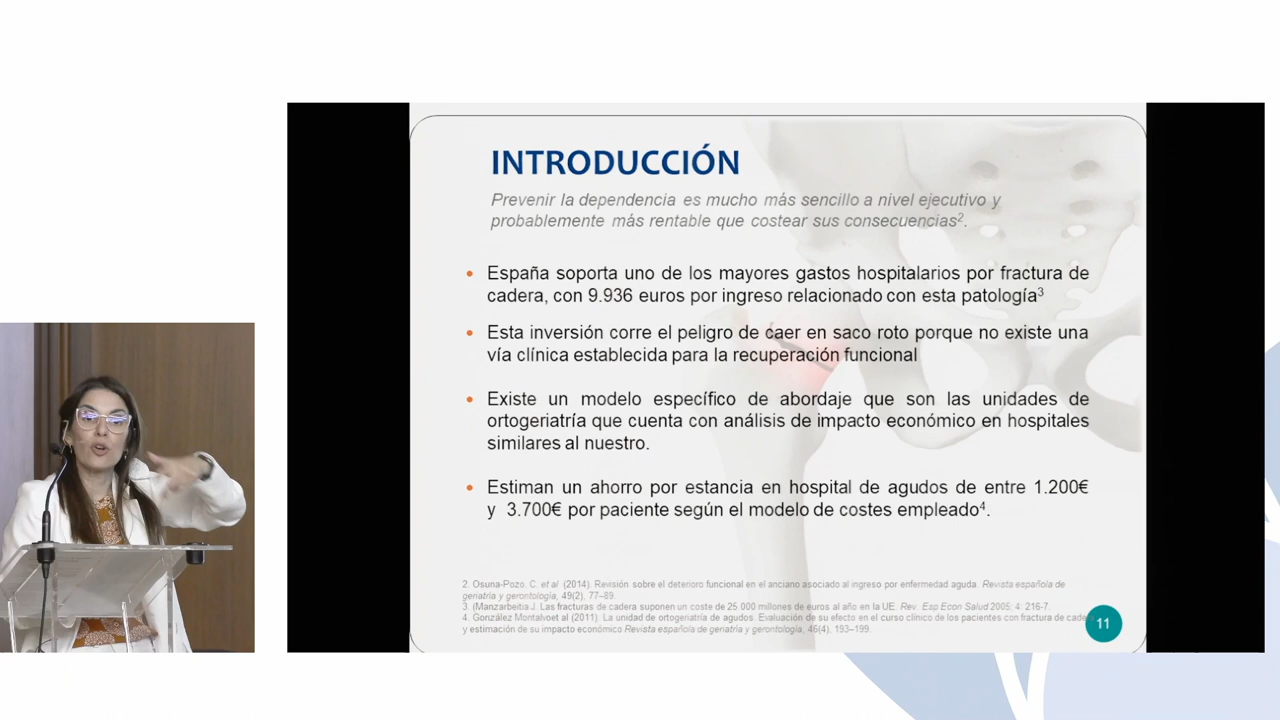 INTRODUCCIÓN
Prevenir la dependencia es mucho más sencillo a nivel ejecutivo y
probablemente más rentable que costear sus consecuencias².
• España soporta uno de los mayores gastos hospitalarios por fractura de
cadera, con 9.936 euros por ingreso relacionado con esta patología³
• Esta inversión corre el peligro de caer en saco roto porque no existe una
vía clínica establecida para la recuperación funcional
• Existe un modelo específico de abordaje que son las unidades de
ortogeriatría que cuenta con análisis de impacto económico en hospitales
similares al nuestro.
• Estiman un ahorro por estancia en hospital de agudos de entre 1.200€
y 3.700€ por paciente según el modelo de costes empleado⁴.
2. Osuna-Pozo, C. et al (2014). Revisión sobre el deterioro funcional en el anciano asociado al ingreso por enfermedad aguda. Revista española de
geriatría y gerontología, 49(2), 77–89.
3. (Manzarbeitia J. Las fracturas de cadera suponen un coste de 25.000 millones de euros al año en la UE. Rev. Esp Econ Salud 2005; 4: 216-7.
4. González Montalvoet al (2011). La unidad de ortogeriatría de agudos. Evaluación de su efecto en el curso clínico de los pacientes con fractura de cade
y estimación de su impacto económico Revista española de geriatría y gerontología, 46(4), 193–199.
11